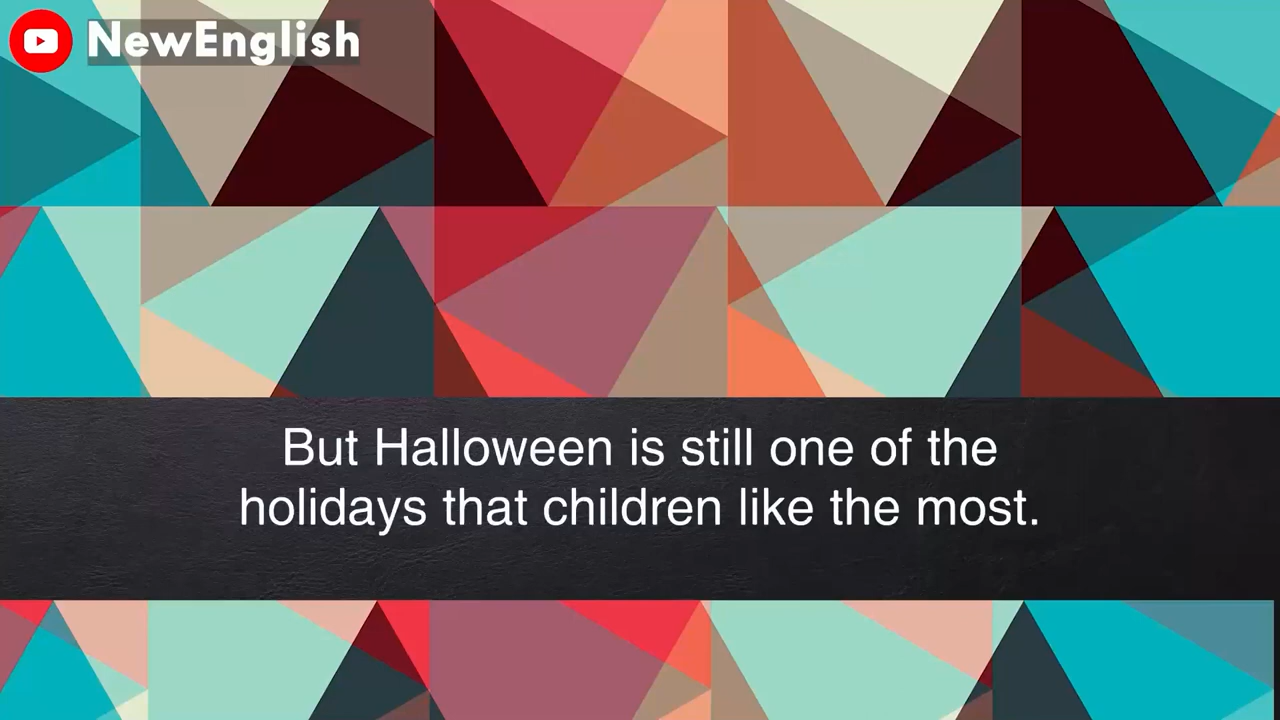 NewEnglish
But Halloween is still one of the
holidays that children like the most.